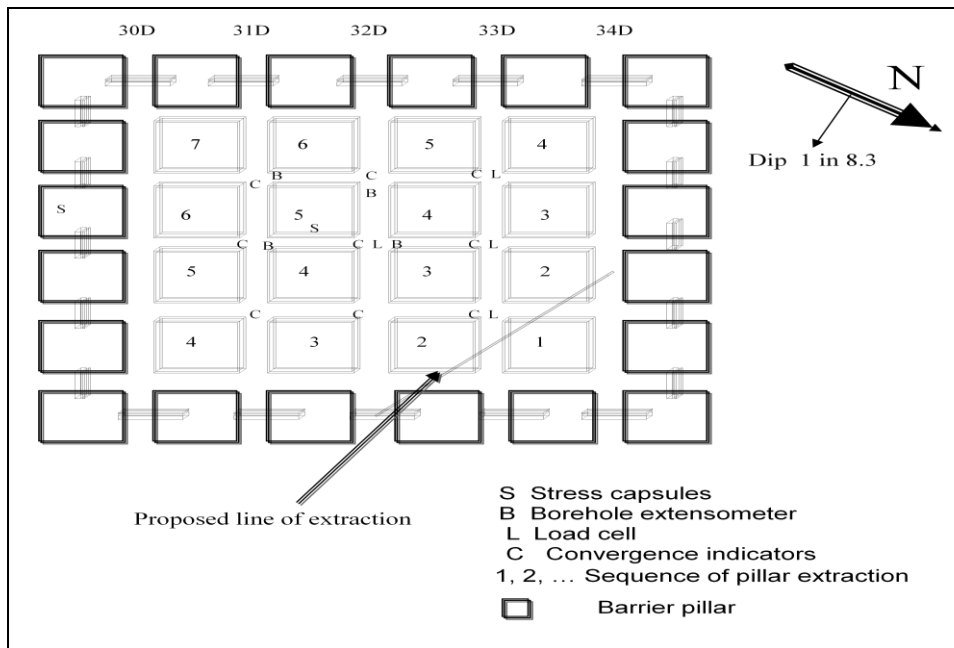 30D 31D 32D 33D 34D
N
Dip 1 in 8.3
7 6 5 4
C B C C L
B
S 6 5 4 3
S
C B C L B C L
5 4 3 2
C C C L
4 3 2 1
Proposed line of extraction
S Stress capsules
B Borehole extensometer
L Load cell
C Convergence indicators
1, 2, ... Sequence of pillar extraction
Barrier pillar